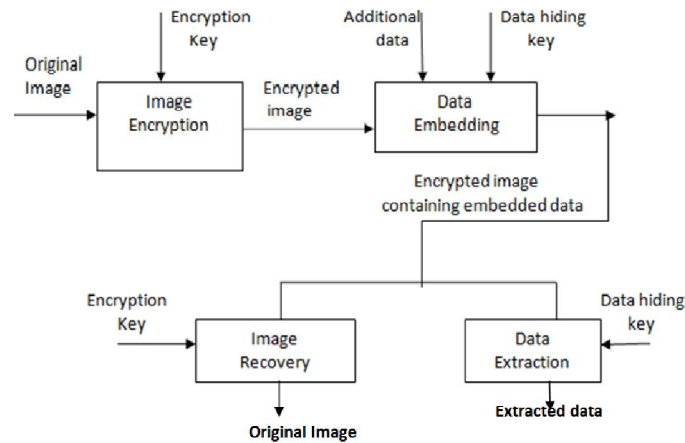 Encryption
Key
Additional
data
Data hiding
key
Original
Image
Image
Encryption
Encrypted
image
Data
Embedding
Encrypted image
containing embedded data
Encryption
Key
Image
Recovery
Data
Extraction
Data hiding
key
Original Image
Extracted data